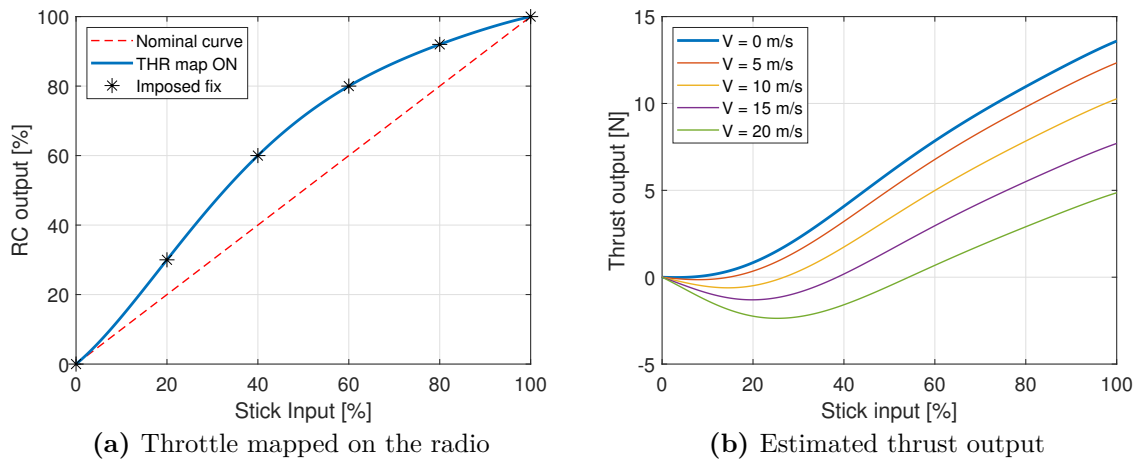 100%
80%
60%
40%
20%
0%
0
20
40
60
80
100
RC output [%]
Stick Input [%]
Nominal curve
THR map ON
Imposed fix
(a) Throttle mapped on the radio
15
10
5
0
-5
0
20
40
60
80
100
Thrust output [N]
Stick input [%]
V = 0 m/s
V = 5 m/s
V = 10 m/s
V = 15 m/s
V = 20 m/s
(b) Estimated thrust output